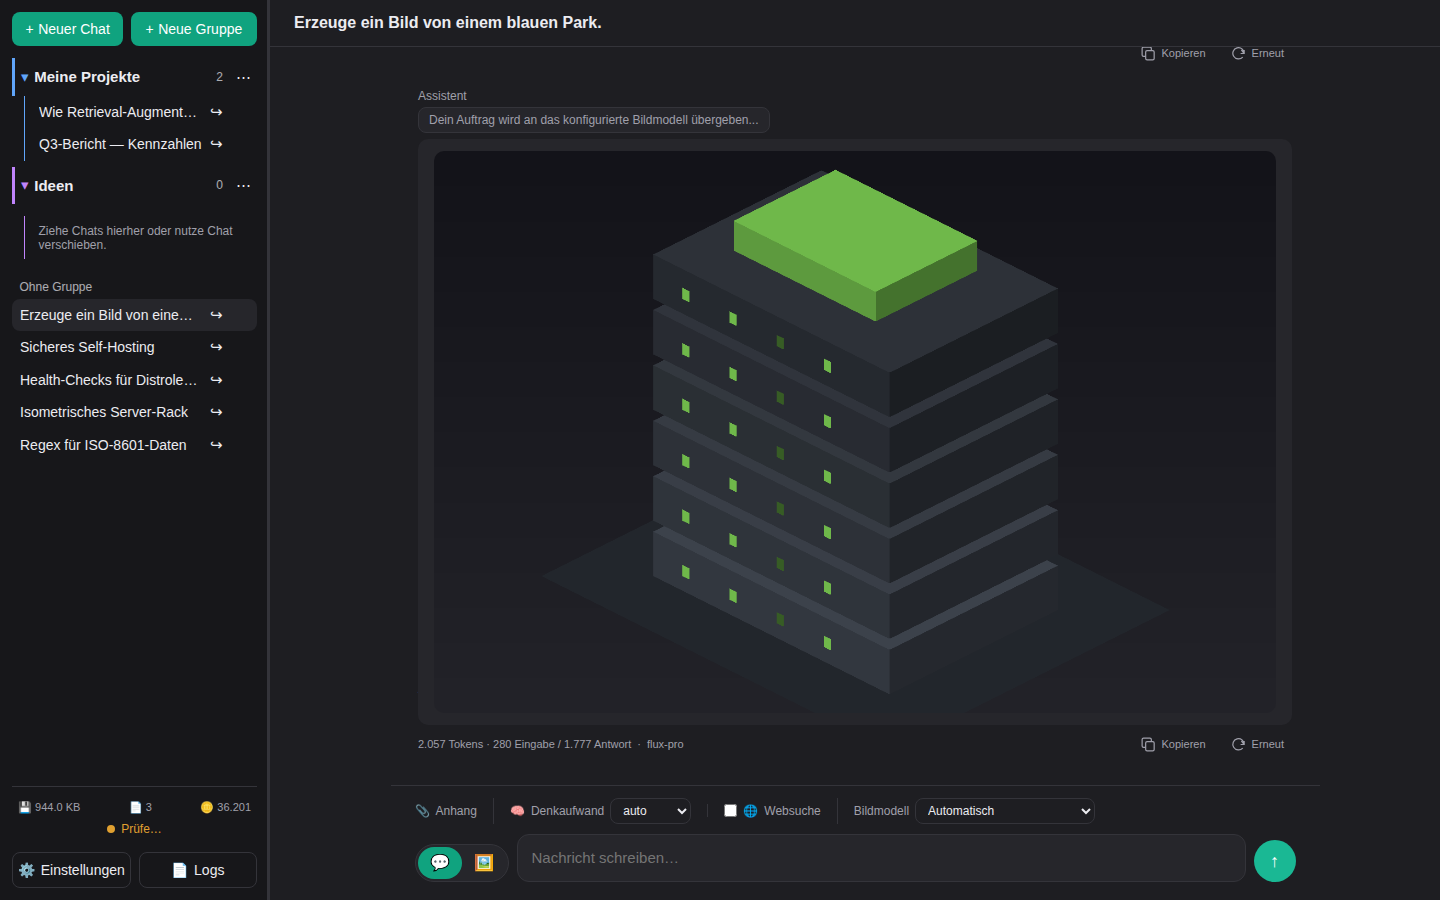 + Neuer Chat
+ Neue Gruppe
▾ Meine Projekte 2 ⋯
Wie Retrieval-Augment… ↪
Q3-Bericht — Kennzahlen ↪
▾ Ideen 0 ⋯
Ziehe Chats hierher oder nutze Chat
verschieben.
Ohne Gruppe
Erzeuge ein Bild von eine… ↪
Sicheres Self-Hosting ↪
Health-Checks für Distrole… ↪
Isometrisches Server-Rack ↪
Regex für ISO-8601-Daten ↪
💾 944.0 KB 📄 3 🪙 36.201
Prüfe…
⚙️ Einstellungen
📄 Logs
Erzeuge ein Bild von einem blauen Park.
Kopieren Erneut
Assistent
Dein Auftrag wird an das konfigurierte Bildmodell übergeben...
2.057 Tokens · 280 Eingabe / 1.777 Antwort · flux-pro
Kopieren Erneut
📎 Anhang 🧠 Denkaufwand auto 🌐 Websuche Bildmodell Automatisch
Nachricht schreiben…
↑